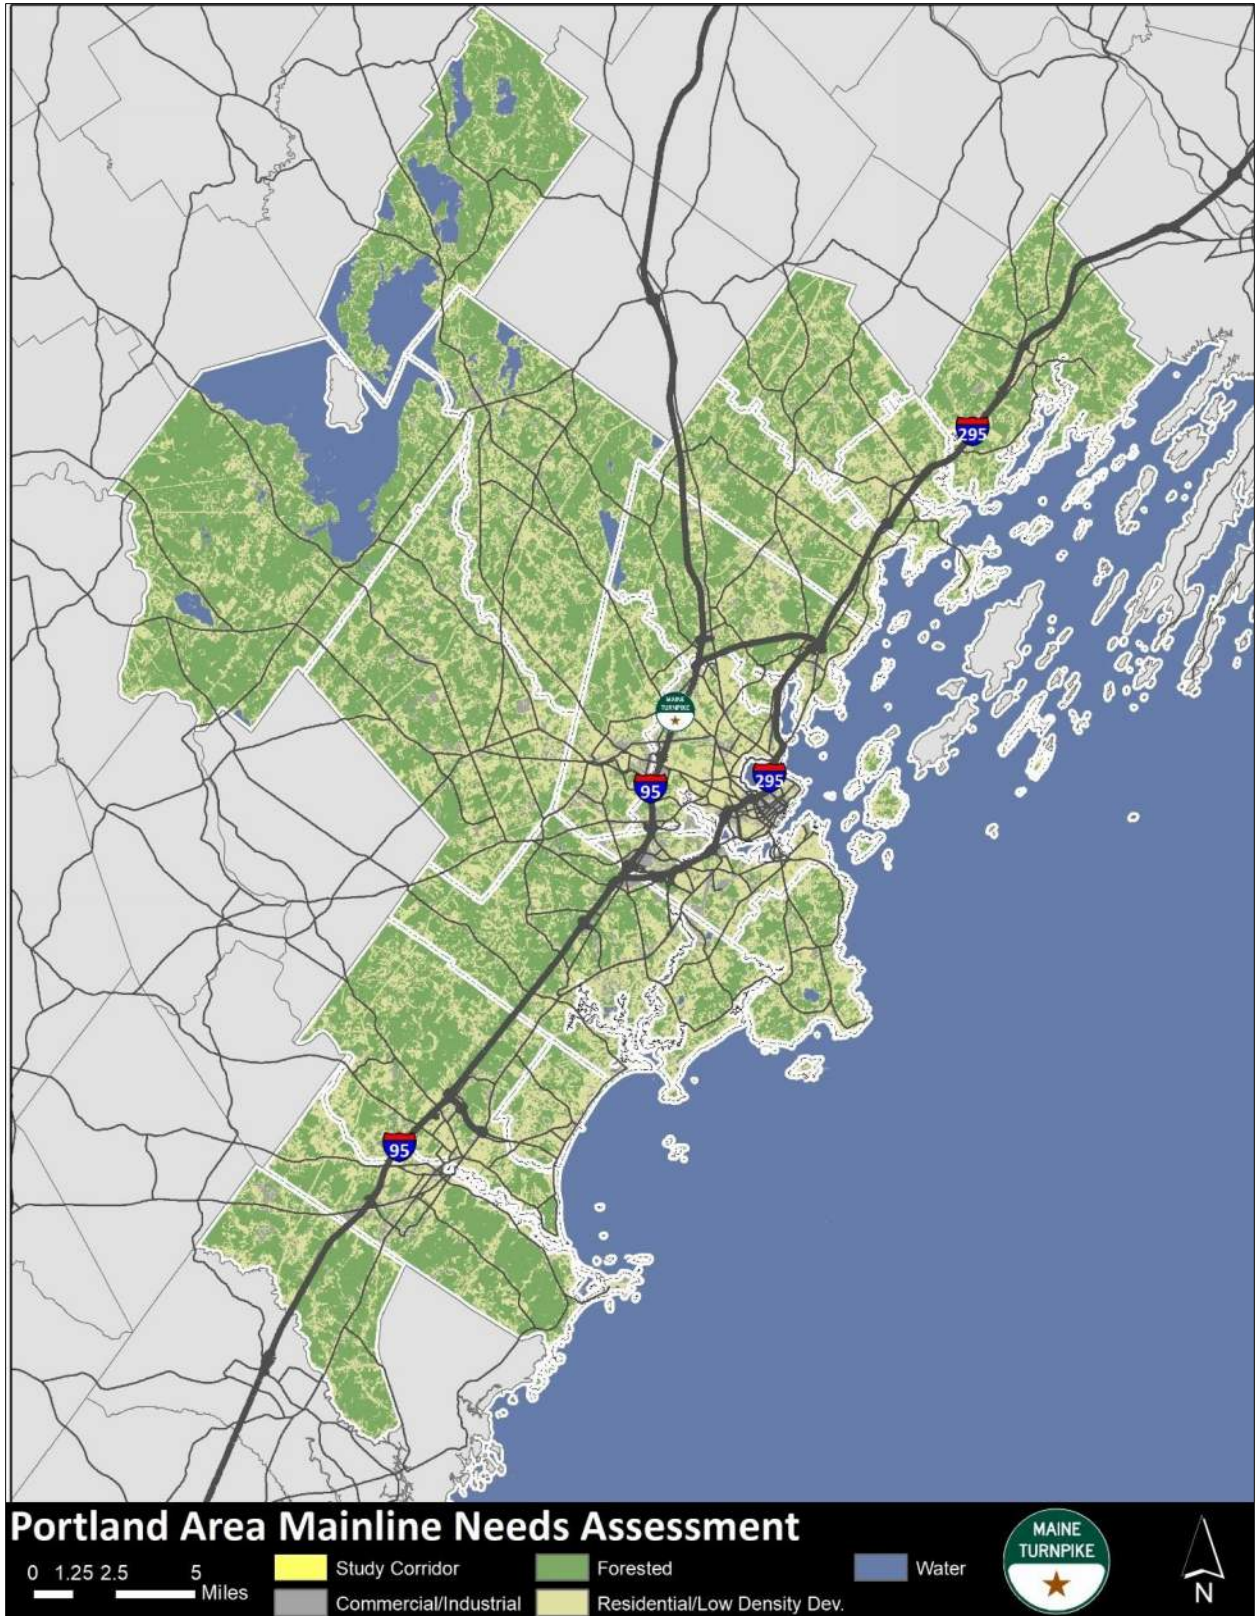 295
MAINE
TURNPIKE
95
295
95
Portland Area Mainline Needs Assessment
0 1.25 2.5 5
Miles
Study Corridor
Forested
Water
Commercial/Industrial
Residential/Low Density Dev.
MAINE
TURNPIKE
N